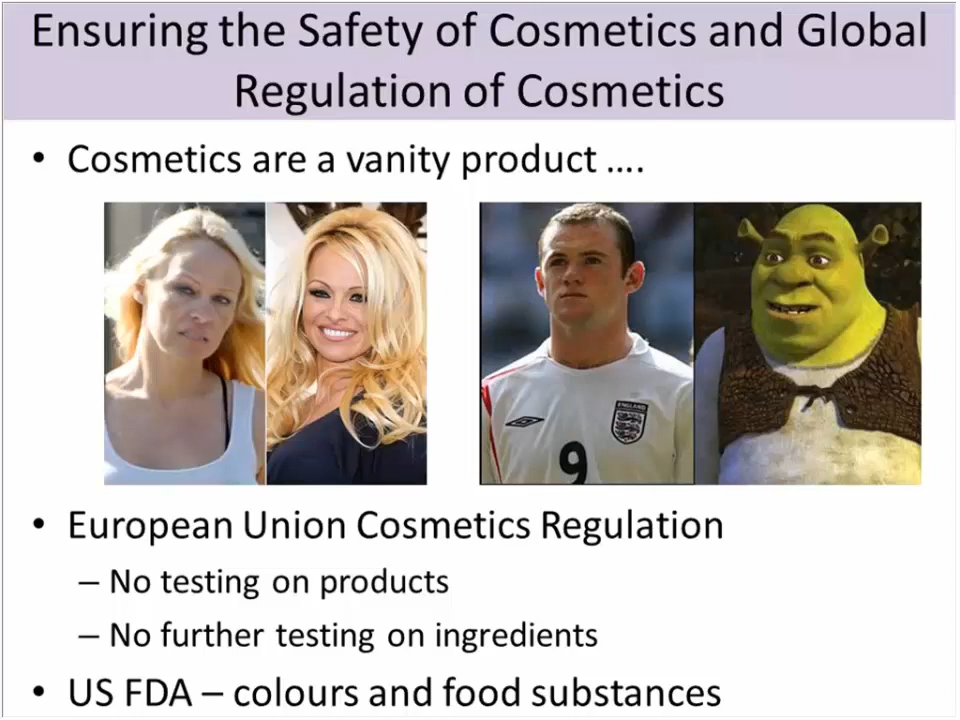 Ensuring the Safety of Cosmetics and Global
Regulation of Cosmetics
• Cosmetics are a vanity product ....
ENGLAND
9
• European Union Cosmetics Regulation
– No testing on products
– No further testing on ingredients
• US FDA – colours and food substances